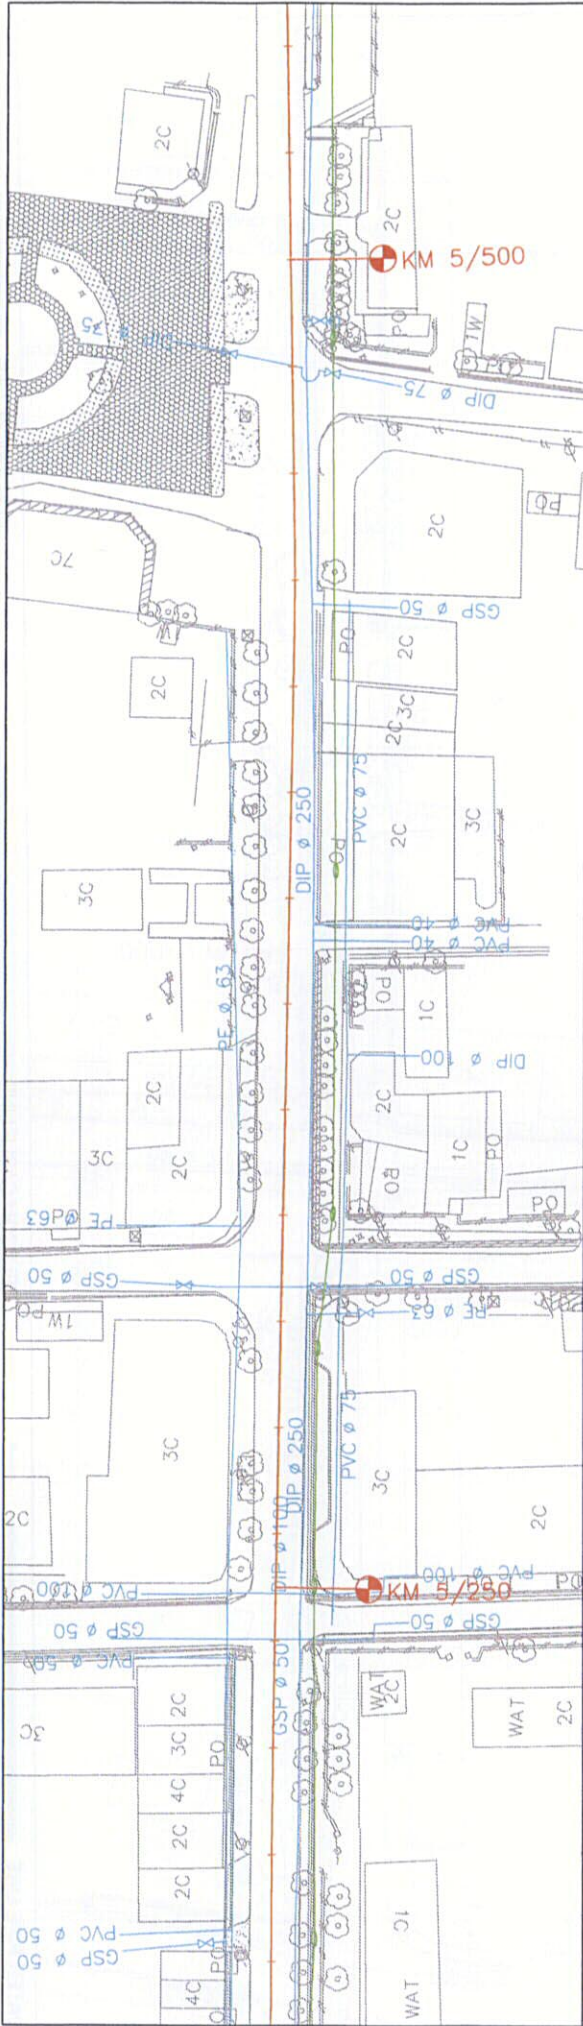 2C
2C
KM 5/500
PO
1W
PO
DIP ø 75
DIP ø 75
2C
PO
7C
GSP ø 50
PO
2C
2C
3C
2C
PVC ø 75
DIP ø 250
PO
2C
3C
3C
PVC ø 40
PVC ø 40
PO
1C
PE ø 63
DIP ø 100
2C
2C
3C
2C
1C
PO
PO
PO
PO
PE ø63
GSP ø 50
GSP ø 50
PO
1W
PE ø 63
3C
PVC ø 75
3C
DIP ø 250
2C
2C
DIP ø 100
PVC ø 100
PVC ø 100
KM 5/250
PO
GSP ø 50
GSP ø 50
GSP ø 50
PVC ø 50
3C
2C
WAT
2C
WAT
2C
3C
PO
4C
2C
2C
PVC ø 50
GSP ø 50
PO
4C
1C
WAT